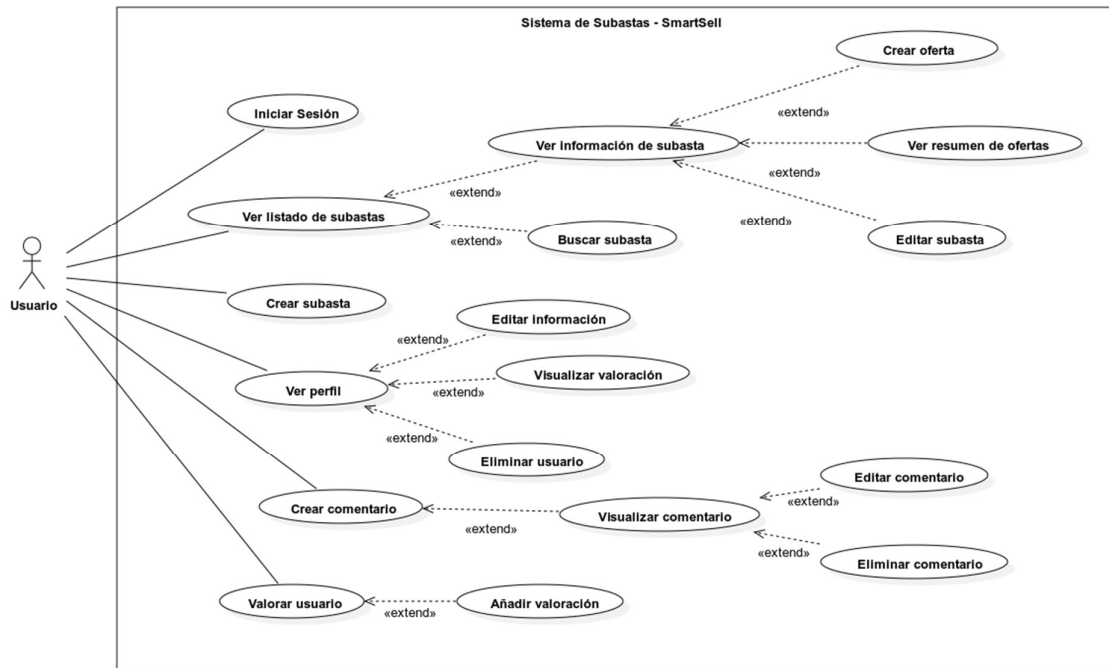 Sistema de Subastas - SmartSell
Crear oferta
Iniciar Sesión
«extend»
Ver información de subasta
Ver resumen de ofertas
«extend»
«extend»
Ver listado de subastas
«extend»
«extend»
Buscar subasta
Editar subasta
Usuario
Crear subasta
Editar información
«extend»
Visualizar valoración
Ver perfil
«extend»
«extend»
Eliminar usuario
Editar comentario
«extend»
Crear comentario
Visualizar comentario
«extend»
«extend»
Eliminar comentario
Valorar usuario
Añadir valoración
«extend»